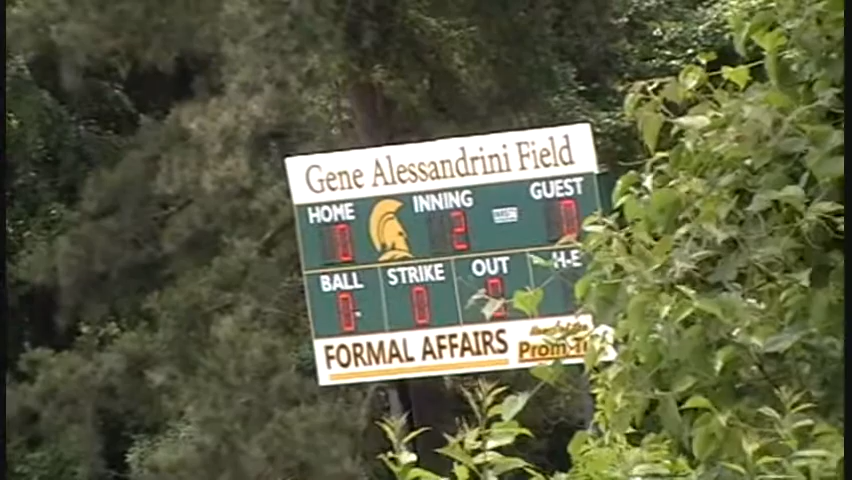 Gene Alessandrini Field
HOME INNING GUEST
0 2 0
BALL STRIKE OUT H-E
0 0 0
FORMAL AFFAIRS